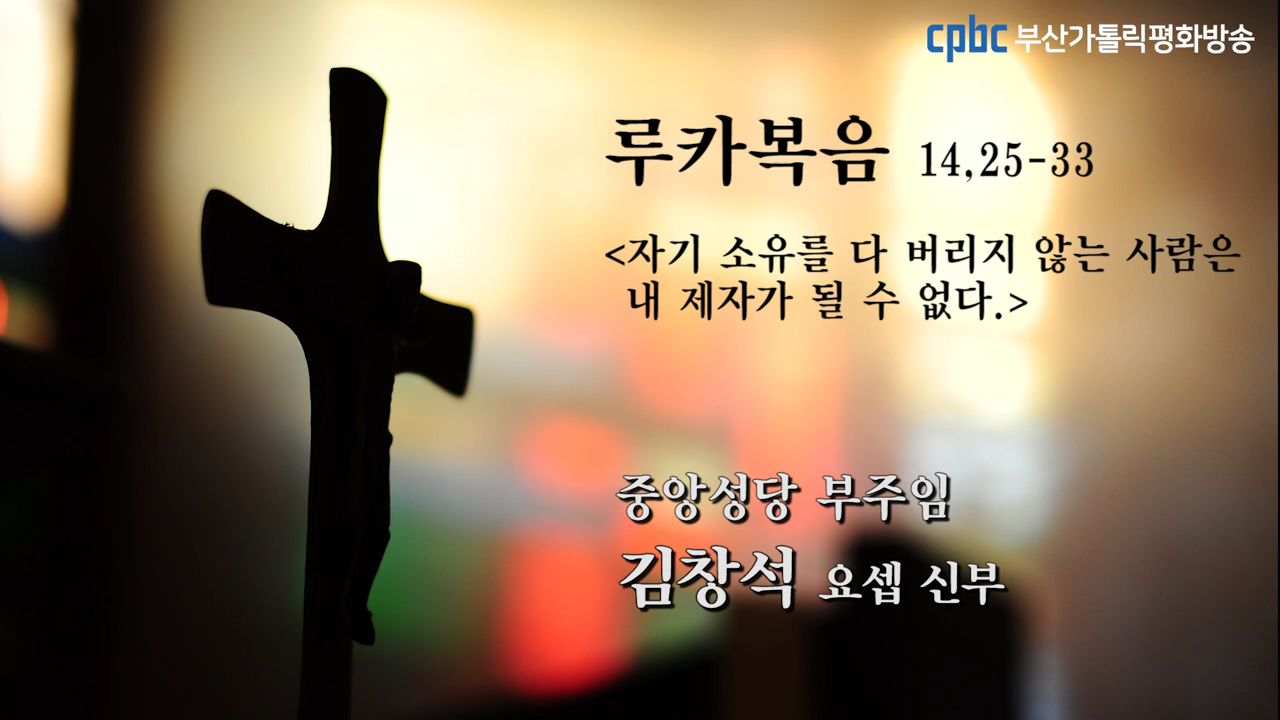 cpbc 부산가톨릭평화방송
루카복음 14,25-33
<자기 소유를 다 버리지 않는 사람은
내 제자가 될 수 없다.>
중앙성당 부주임
김창석 요셉 신부